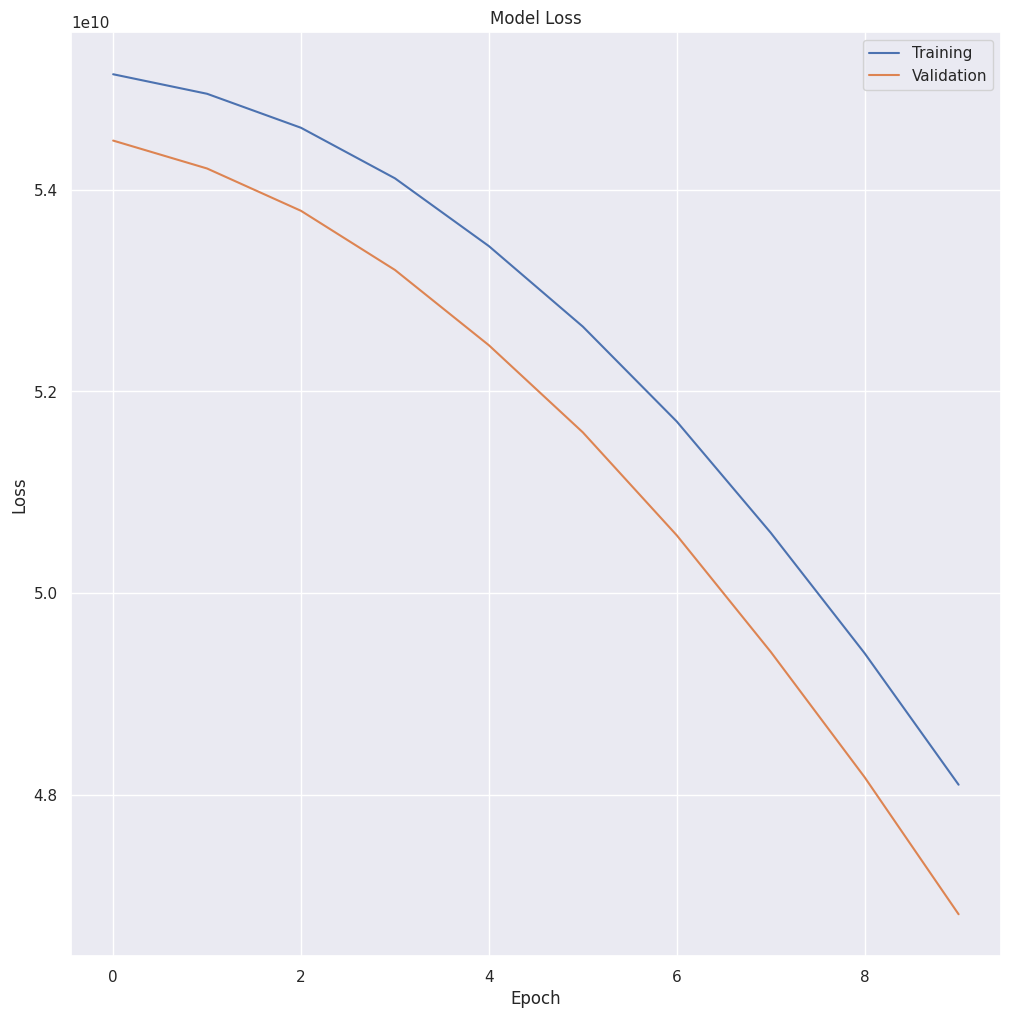 Model Loss
1e10
Training
Validation
5.4
5.2
5.0
4.8
Loss
0 2 4 6 8
Epoch